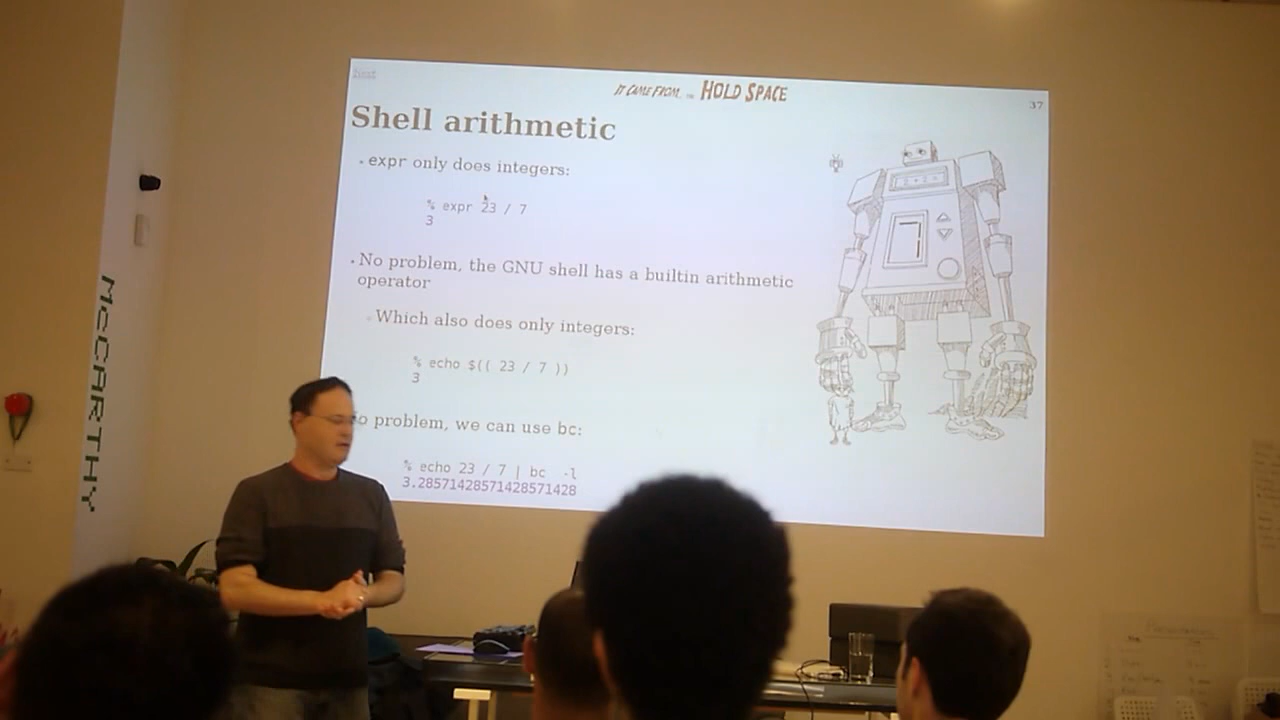 Next
IT CAME FROM... THE HOLD SPACE
37
Shell arithmetic
expr only does integers:
% expr 23 / 7
3
No problem, the GNU shell has a builtin arithmetic
operator
Which also does only integers:
% echo $(( 23 / 7 ))
3
o problem, we can use bc:
% echo 23 / 7 | bc -l
3.28571428571428571428
McCARTHY